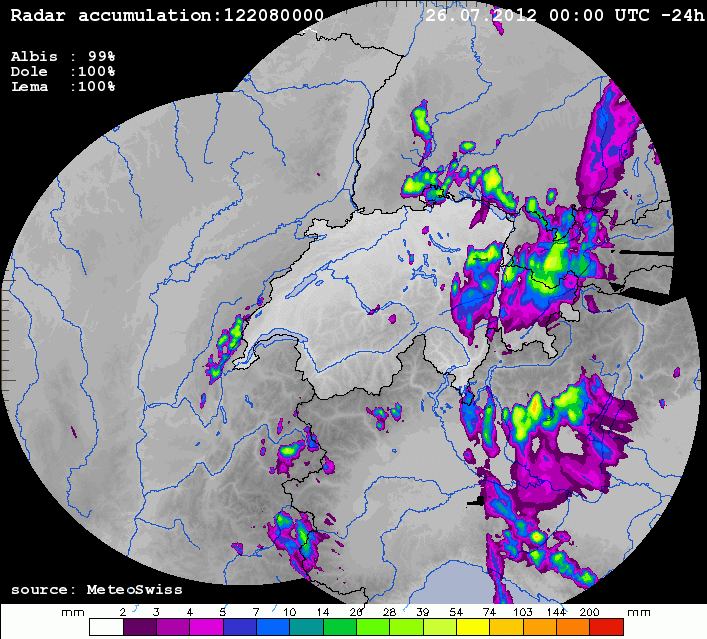 Radar accumulation:122080000 26.07.2012 00:00 UTC -24h
Albis : 99%
Dole :100%
Lema :100%
source: MeteoSwiss
mm 2 3 4 5 7 10 14 20 28 39 54 74 103 144 200 mm